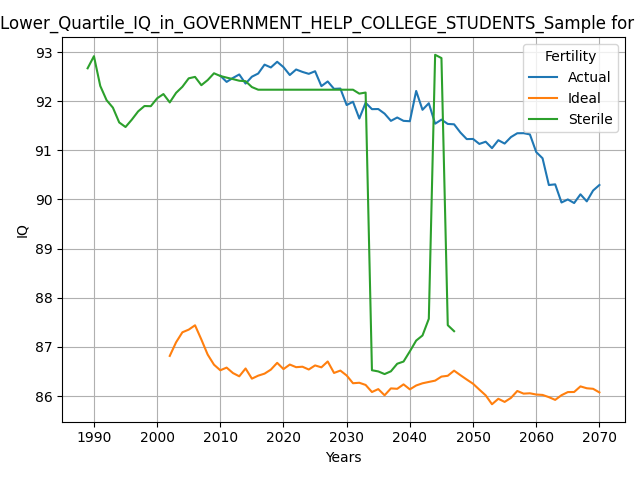 Lower_Quartile_IQ_in_GOVERNMENT_HELP_COLLEGE_STUDENTS_Sample for
93
92
91
90
89
88
87
86
IQ
Fertility
Actual
Ideal
Sterile
1990 2000 2010 2020 2030 2040 2050 2060 2070
Years